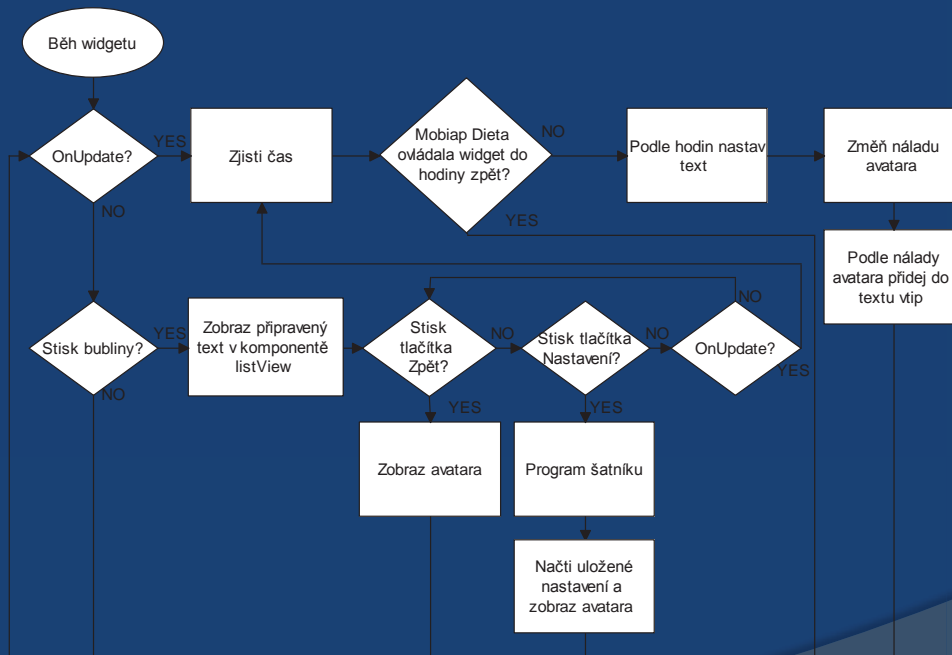 Běh widgetu
OnUpdate?
YES
Zjisti čas
Mobiap Dieta
ovládala widget do
hodiny zpět?
NO
Podle hodin nastav
text
Změň náladu
avatara
NO
YES
Podle nálady
avatara přidej do
textu vtip
Stisk bubliny?
YES
Zobraz připravený
text v komponentě
listView
Stisk
tlačítka
Zpět?
NO
Stisk tlačítka
Nastavení?
NO
OnUpdate?
NO
YES
NO
YES
YES
Zobraz avatara
Program šatníku
Načti uložené
nastavení a
zobraz avatara